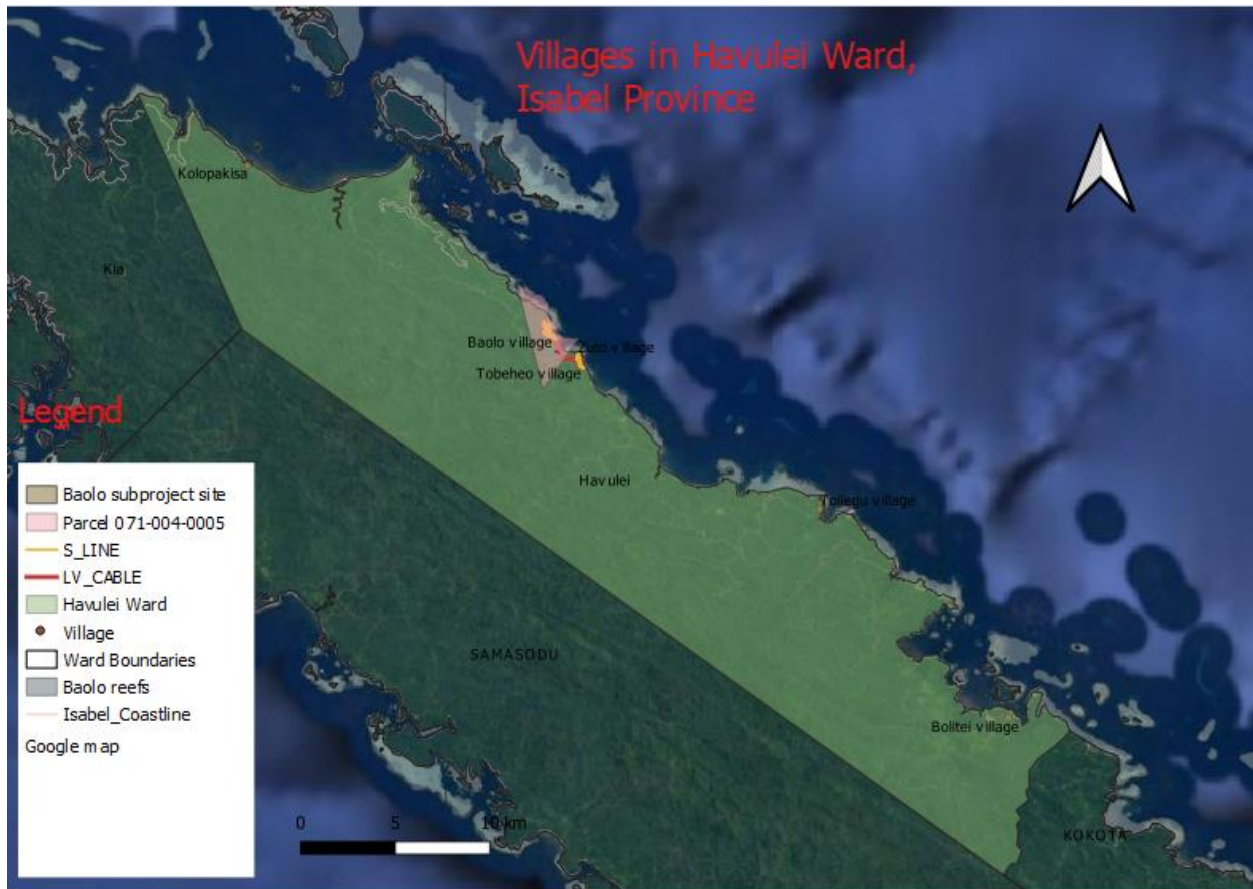 Villages in Havulei Ward,
Isabel Province
Kolopakisa
Kia
Baolo village
Zuto village
Tobeheo village
Havulei
Tojiegu village
SAMASODU
Bolitei village
KOKOTA
Legend
Baolo subproject site
Parcel 071-004-0005
S_LINE
LV_CABLE
Havulei Ward
Village
Ward Boundaries
Baolo reefs
Isabel_Coastline
Google map
0 5 10 km